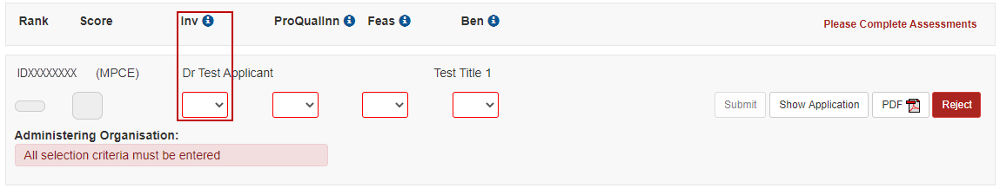 Rank Score Inv ProQualInn Feas Ben Please Complete Assessments
IDXXXXXXXX (MPCE) Dr Test Applicant Test Title 1
Submit Show Application PDF Reject
Administering Organisation:
All selection criteria must be entered